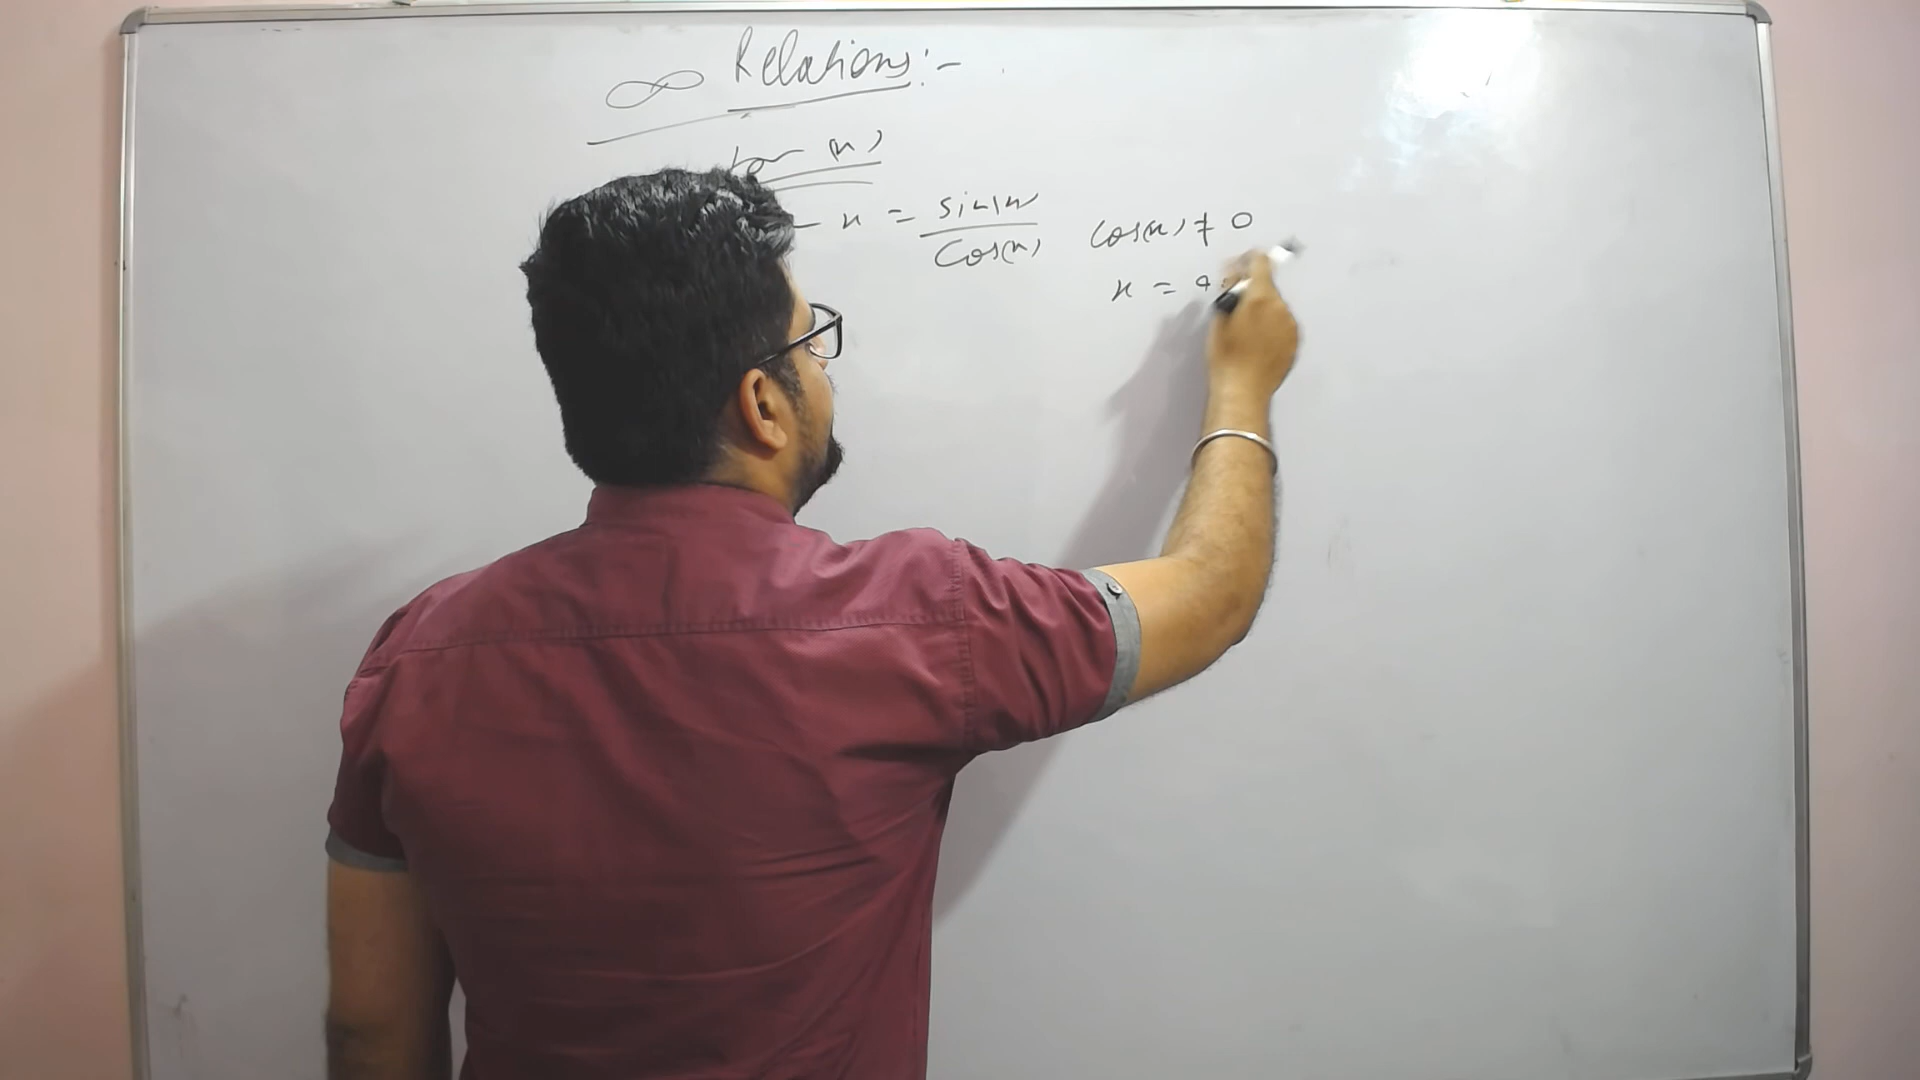 ∞ Relations:-
tan (x)
x = sin(x) / cos(x) cos(x) ≠ 0
x = 9